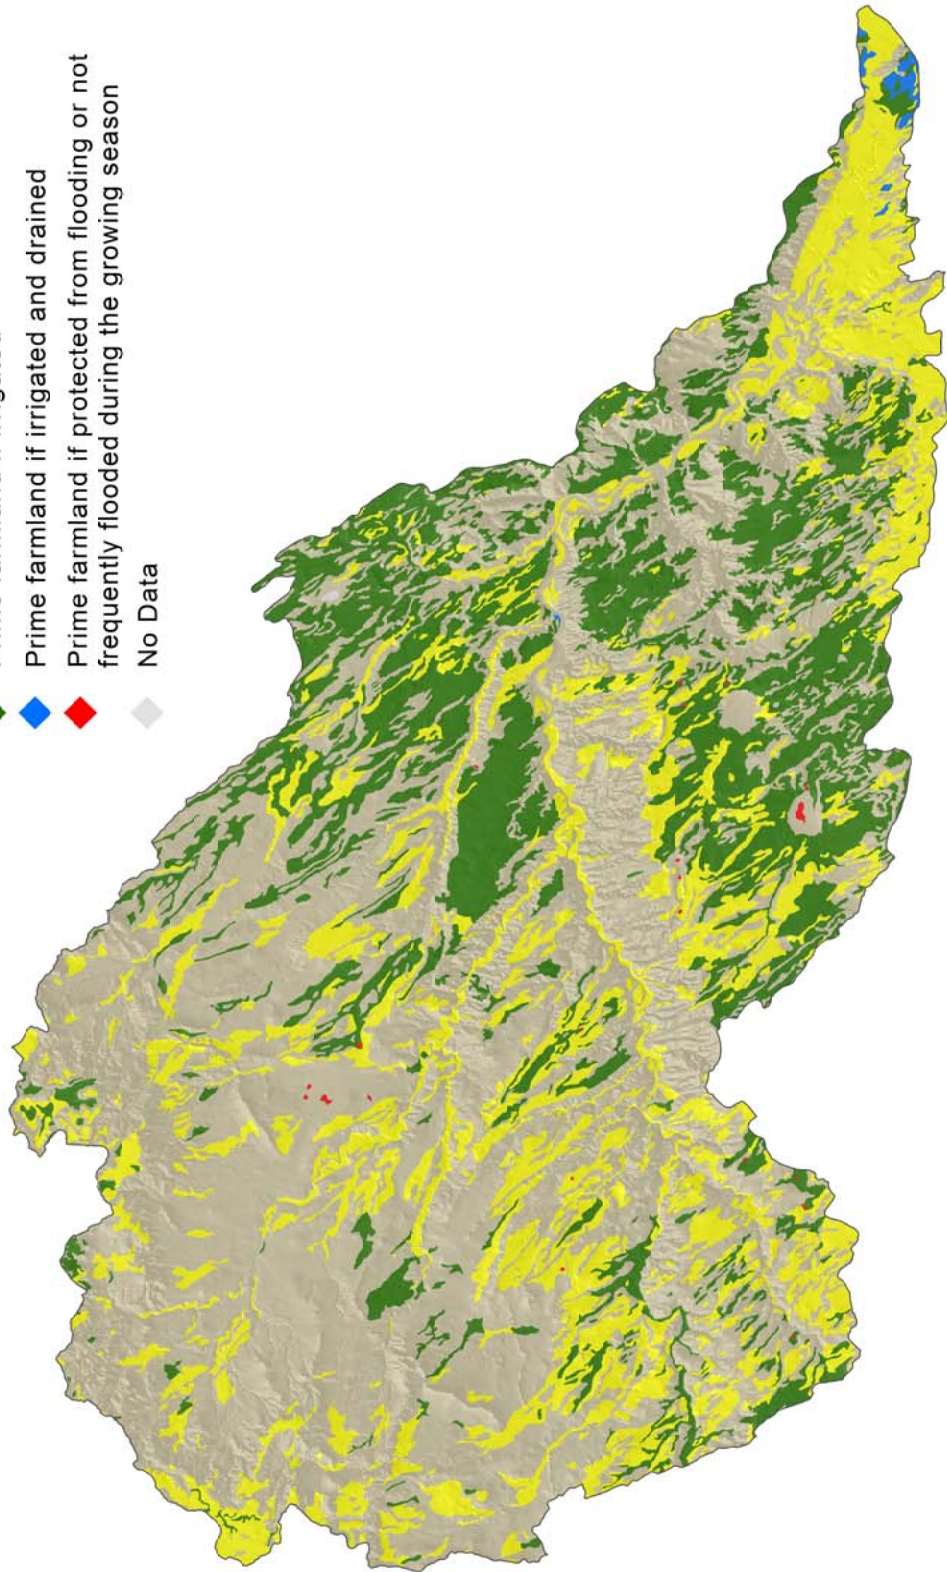 Prime farmland if irrigated and drained
Prime farmland if protected from flooding or not
frequently flooded during the growing season
No Data